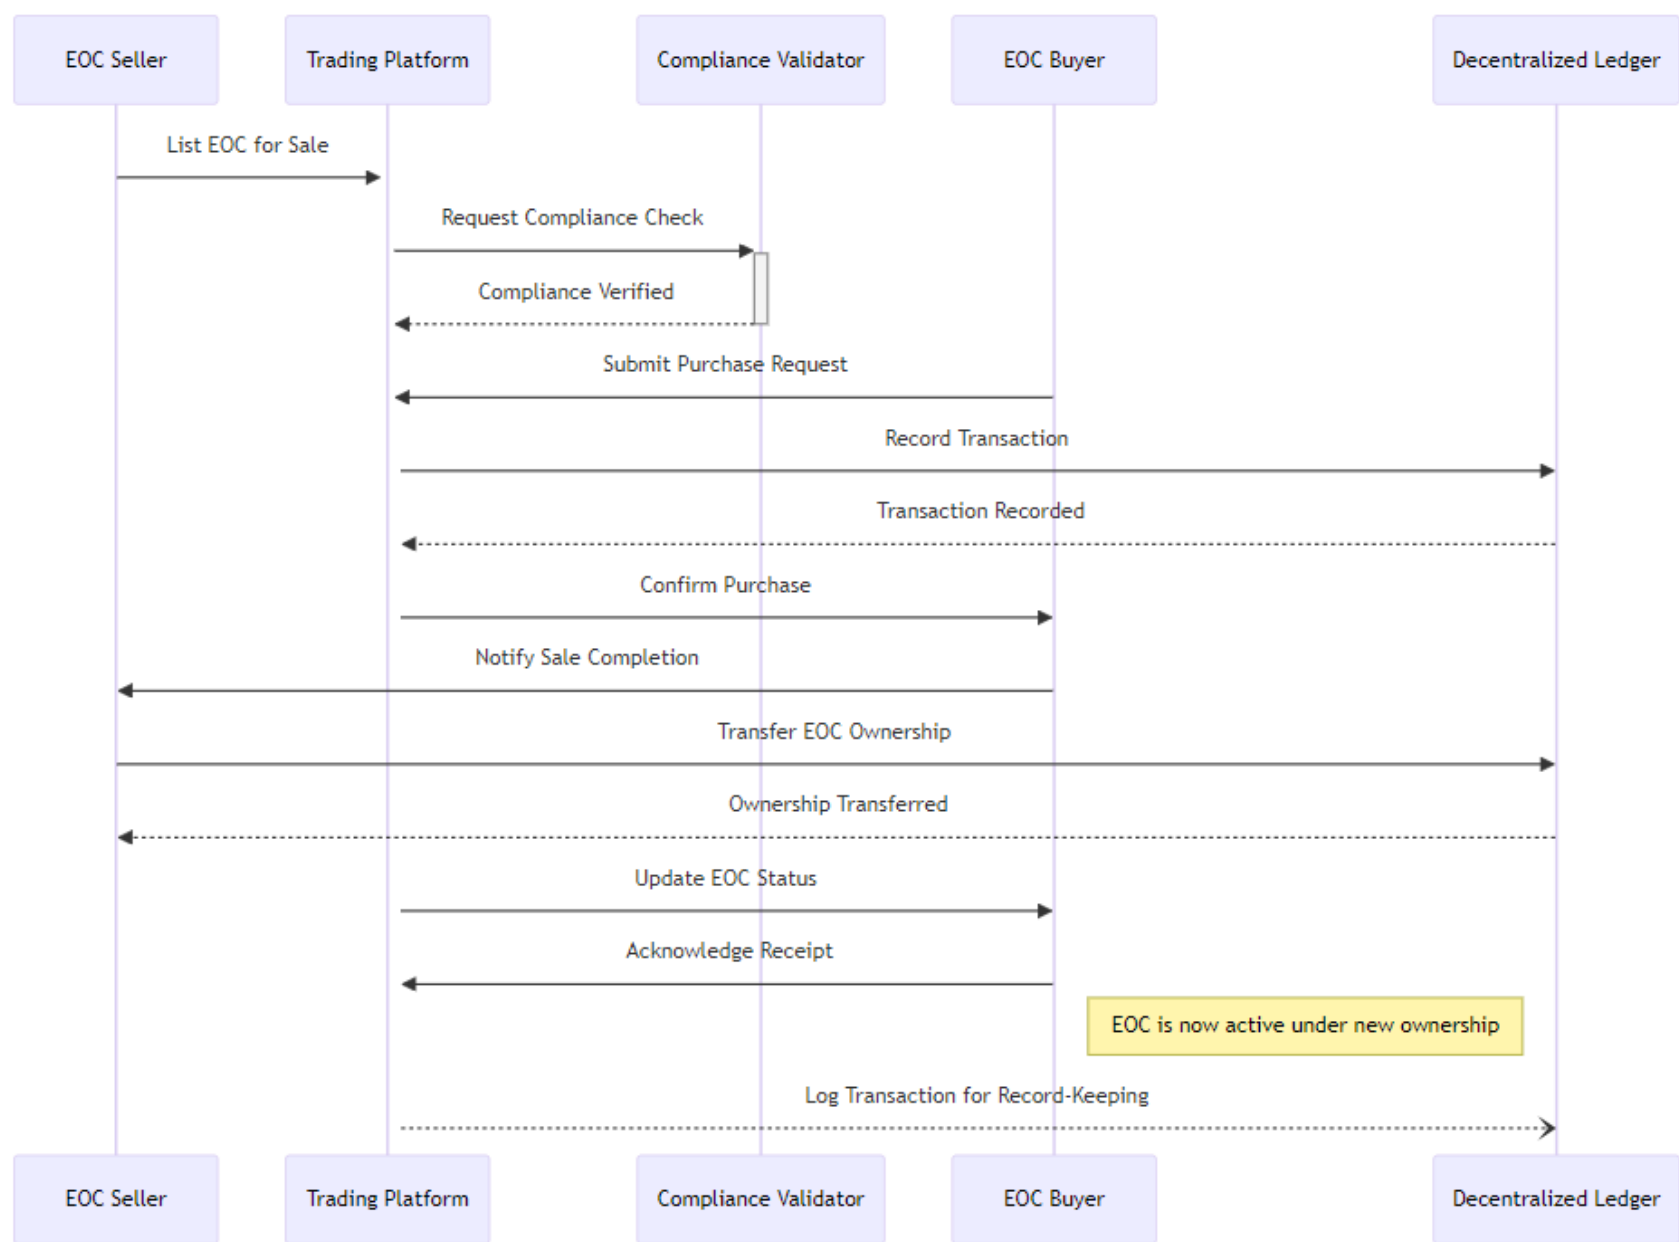 EOC Seller
Trading Platform
Compliance Validator
EOC Buyer
Decentralized Ledger
List EOC for Sale
Request Compliance Check
Compliance Verified
Submit Purchase Request
Record Transaction
Transaction Recorded
Confirm Purchase
Notify Sale Completion
Transfer EOC Ownership
Ownership Transferred
Update EOC Status
Acknowledge Receipt
EOC is now active under new ownership
Log Transaction for Record-Keeping
EOC Seller
Trading Platform
Compliance Validator
EOC Buyer
Decentralized Ledger